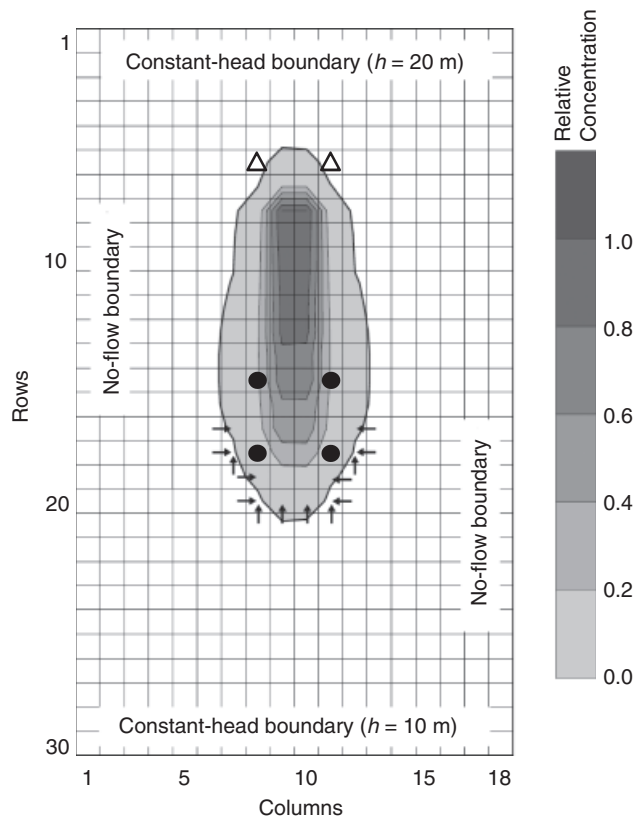 Constant-head boundary (h = 20 m)
No-flow boundary
No-flow boundary
Constant-head boundary (h = 10 m)
Rows
1
10
20
30
1 5 10 15 18
Columns
Relative
Concentration
1.0
0.8
0.6
0.4
0.2
0.0